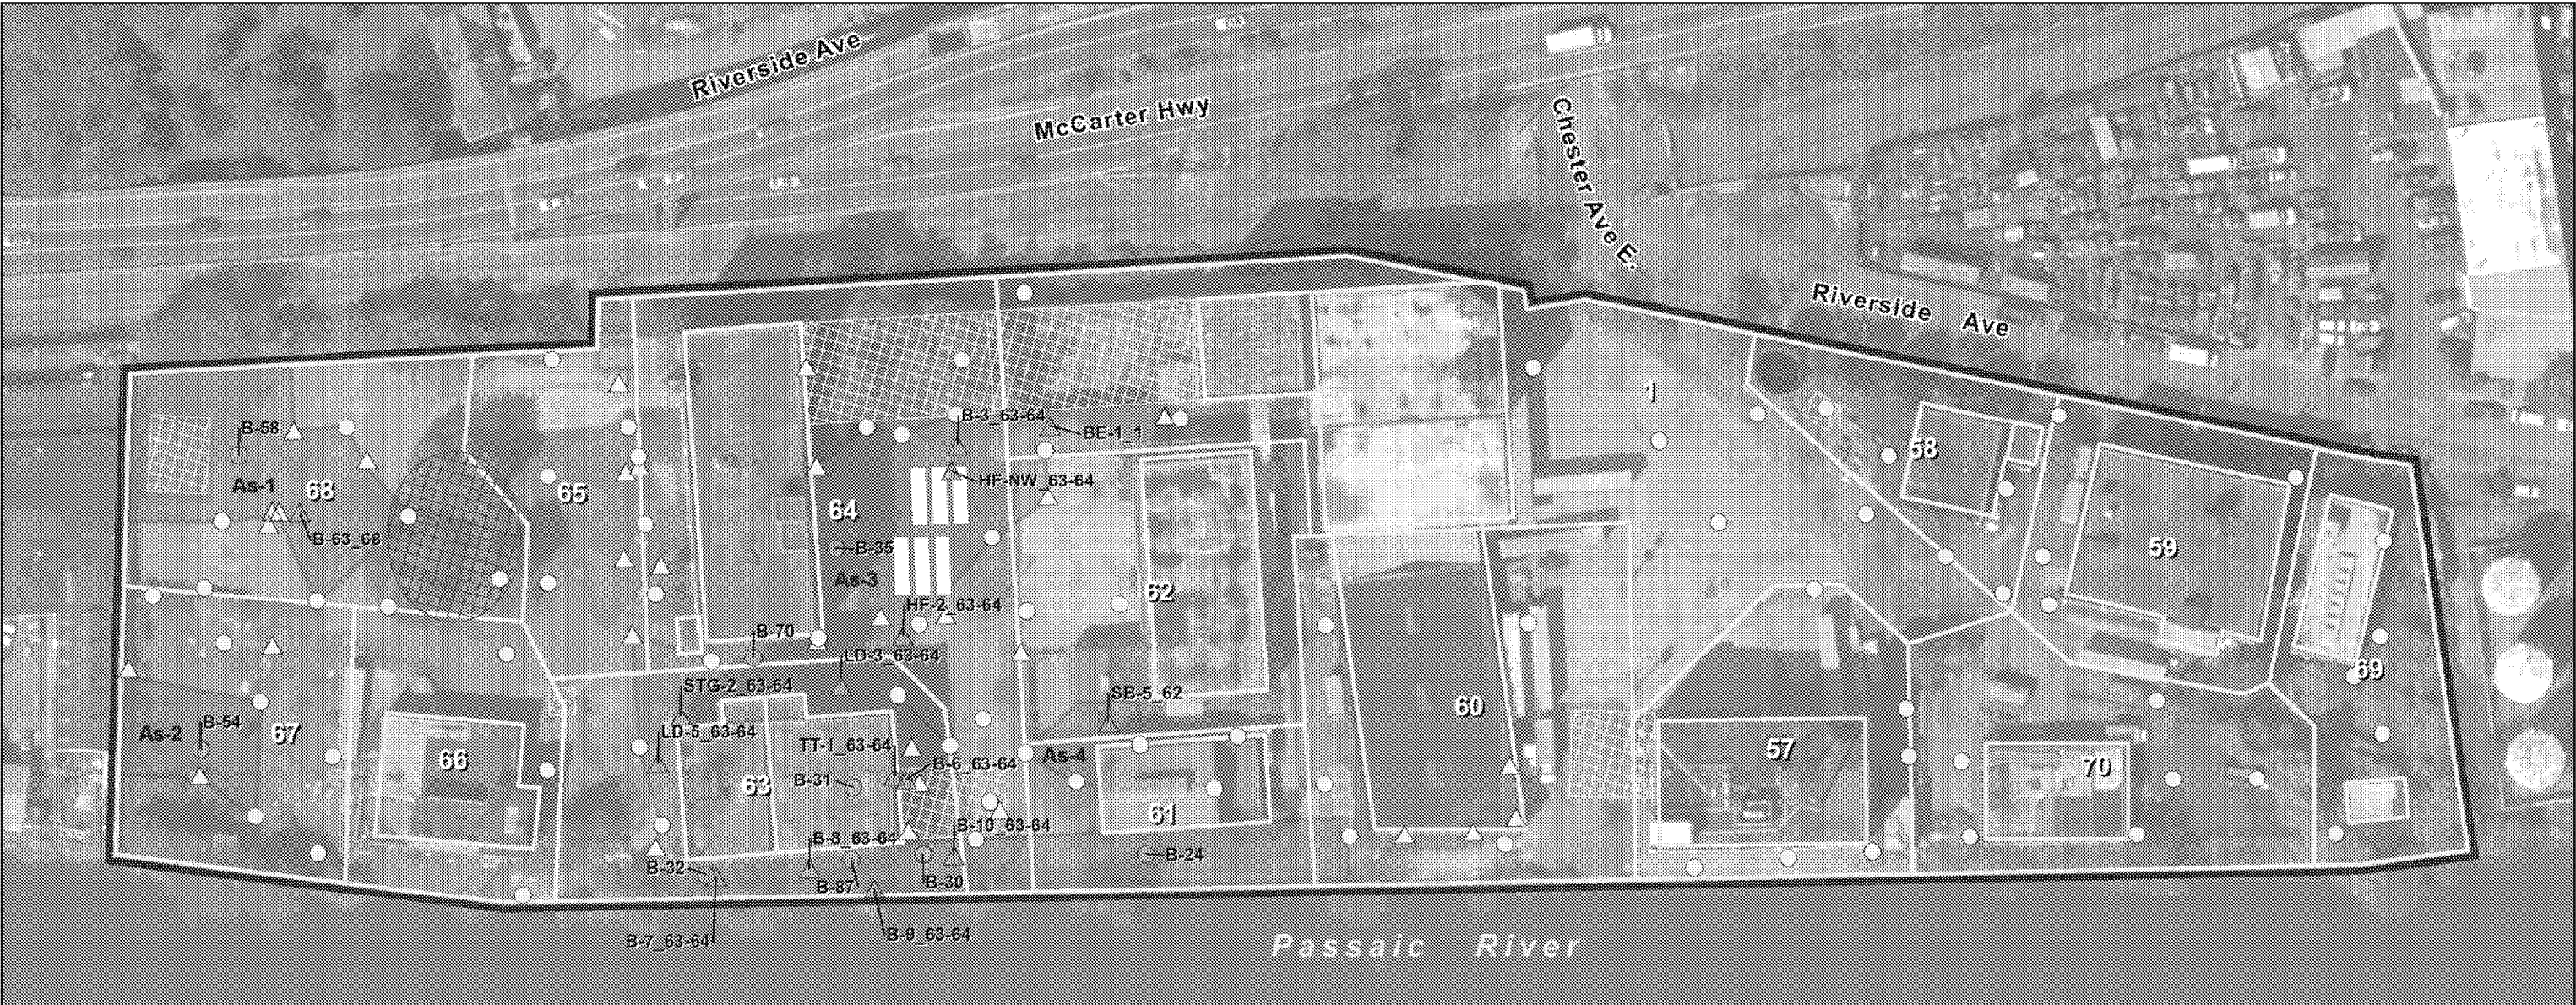 Riverside Ave
McCarter Hwy
Chester Ave E.
Riverside Ave
1
B-3_63-64
B-58
BE-1_1
58
As-1
68
65
HF-NW_63-64
64
B-63_68
B-35
59
As-3
62
HF-2_63-64
B-70
LD-3_63-64
69
STG-2_63-64
SB-5_62
60
B-54
As-2
67
LD-5_63-64
TT-1_63-64
As-4
57
66
B-6_63-64
70
B-31
63
61
B-10_63-64
B-8_63-64
B-24
B-32
B-87
B-30
B-7_63-64
B-9_63-64
Passaic River